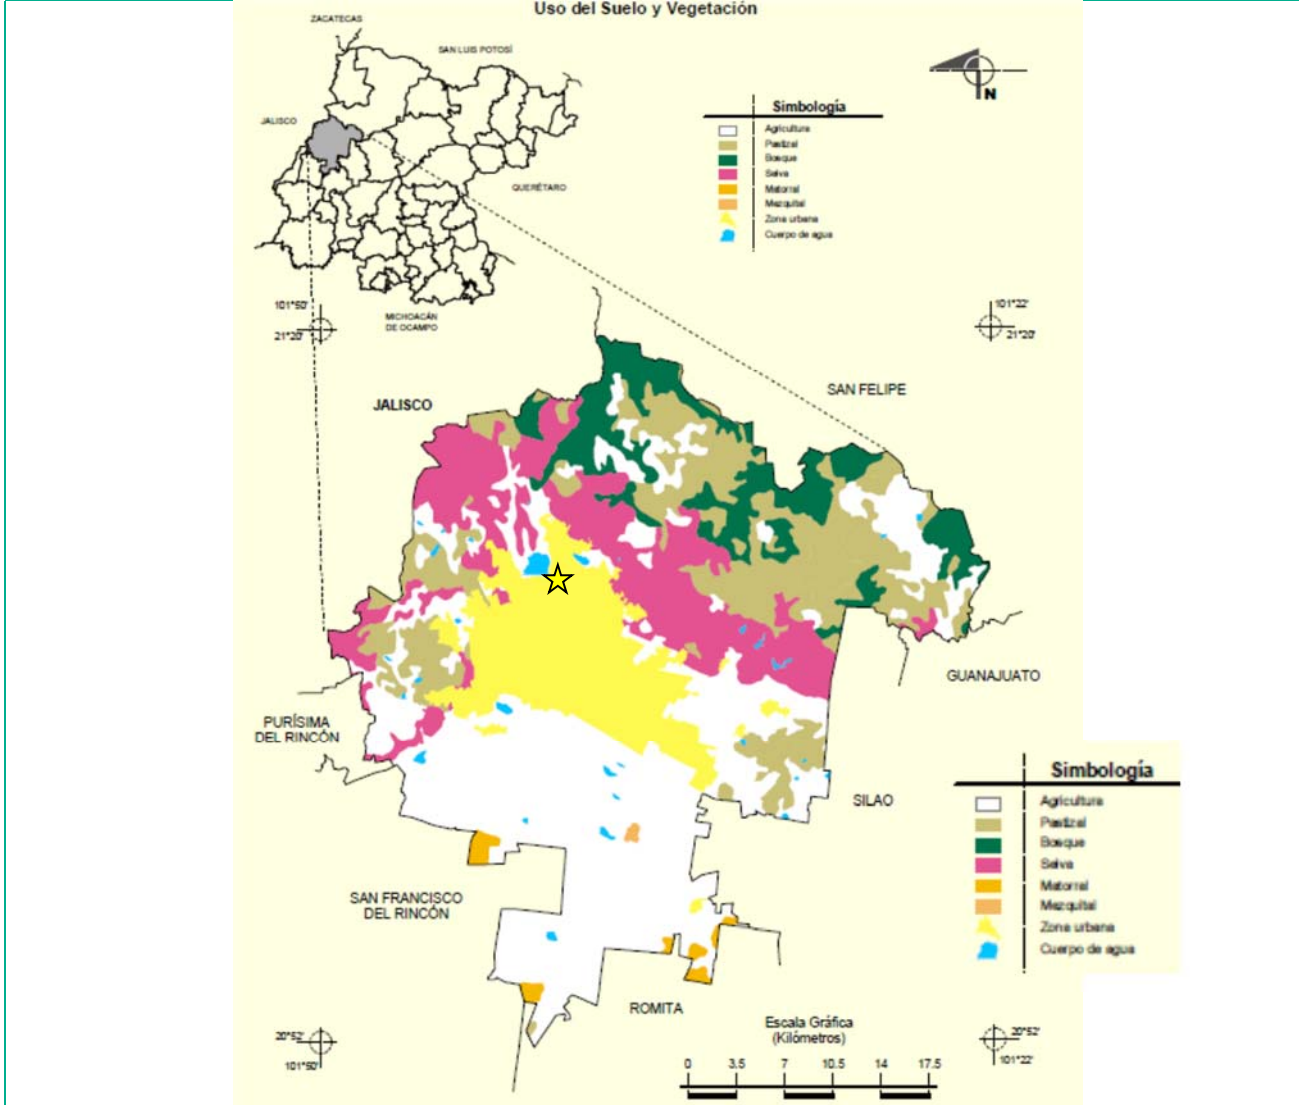 Uso del Suelo y Vegetación
ZACATECAS
SAN LUIS POTOSÍ
JALISCO
QUERÉTARO
MICHOACÁN
DE OCAMPO
N
Simbología
Agricultura
Pastizal
Bosque
Selva
Matorral
Mezquital
Zona urbana
Cuerpo de agua
101°50'
21°20'
101°22'
21°20'
JALISCO
SAN FELIPE
GUANAJUATO
PURÍSIMA
DEL RINCÓN
SILAO
SAN FRANCISCO
DEL RINCÓN
ROMITA
Simbología
Agricultura
Pastizal
Bosque
Selva
Matorral
Mezquital
Zona urbana
Cuerpo de agua
20°52'
101°50'
Escala Gráfica
(Kilómetros)
0 3.5 7 10.5 14 17.5
20°52'
101°22'